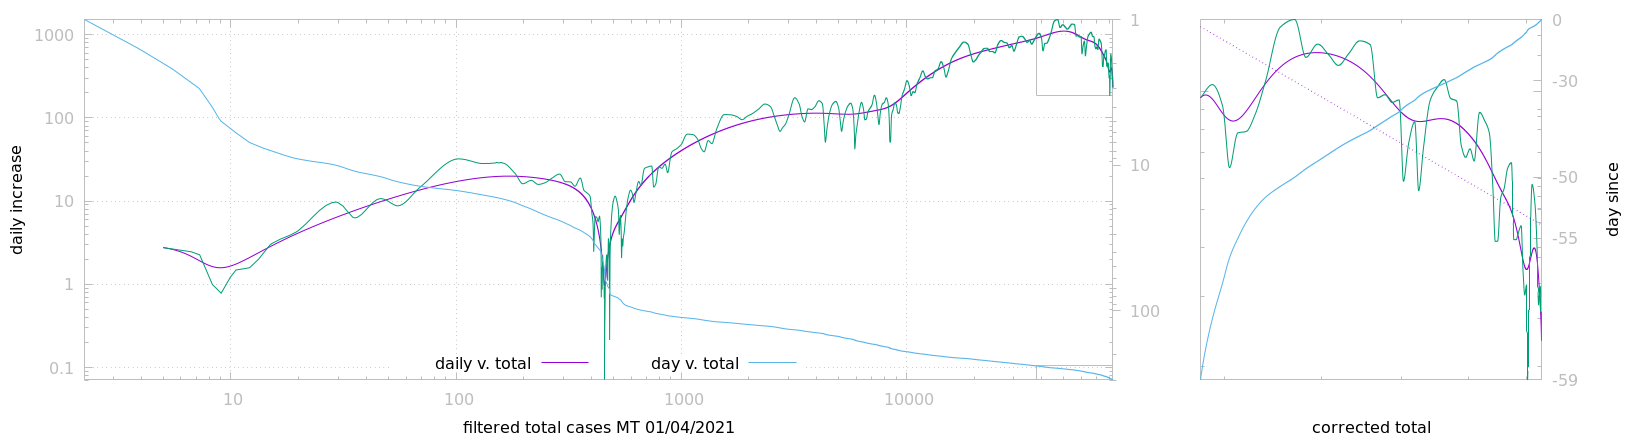 1000
100
10
1
0.1
daily increase
10
100
1000
10000
filtered total cases MT 01/04/2021
daily v. total
day v. total
1
10
100
0
-30
-50
-55
-59
day since
corrected total